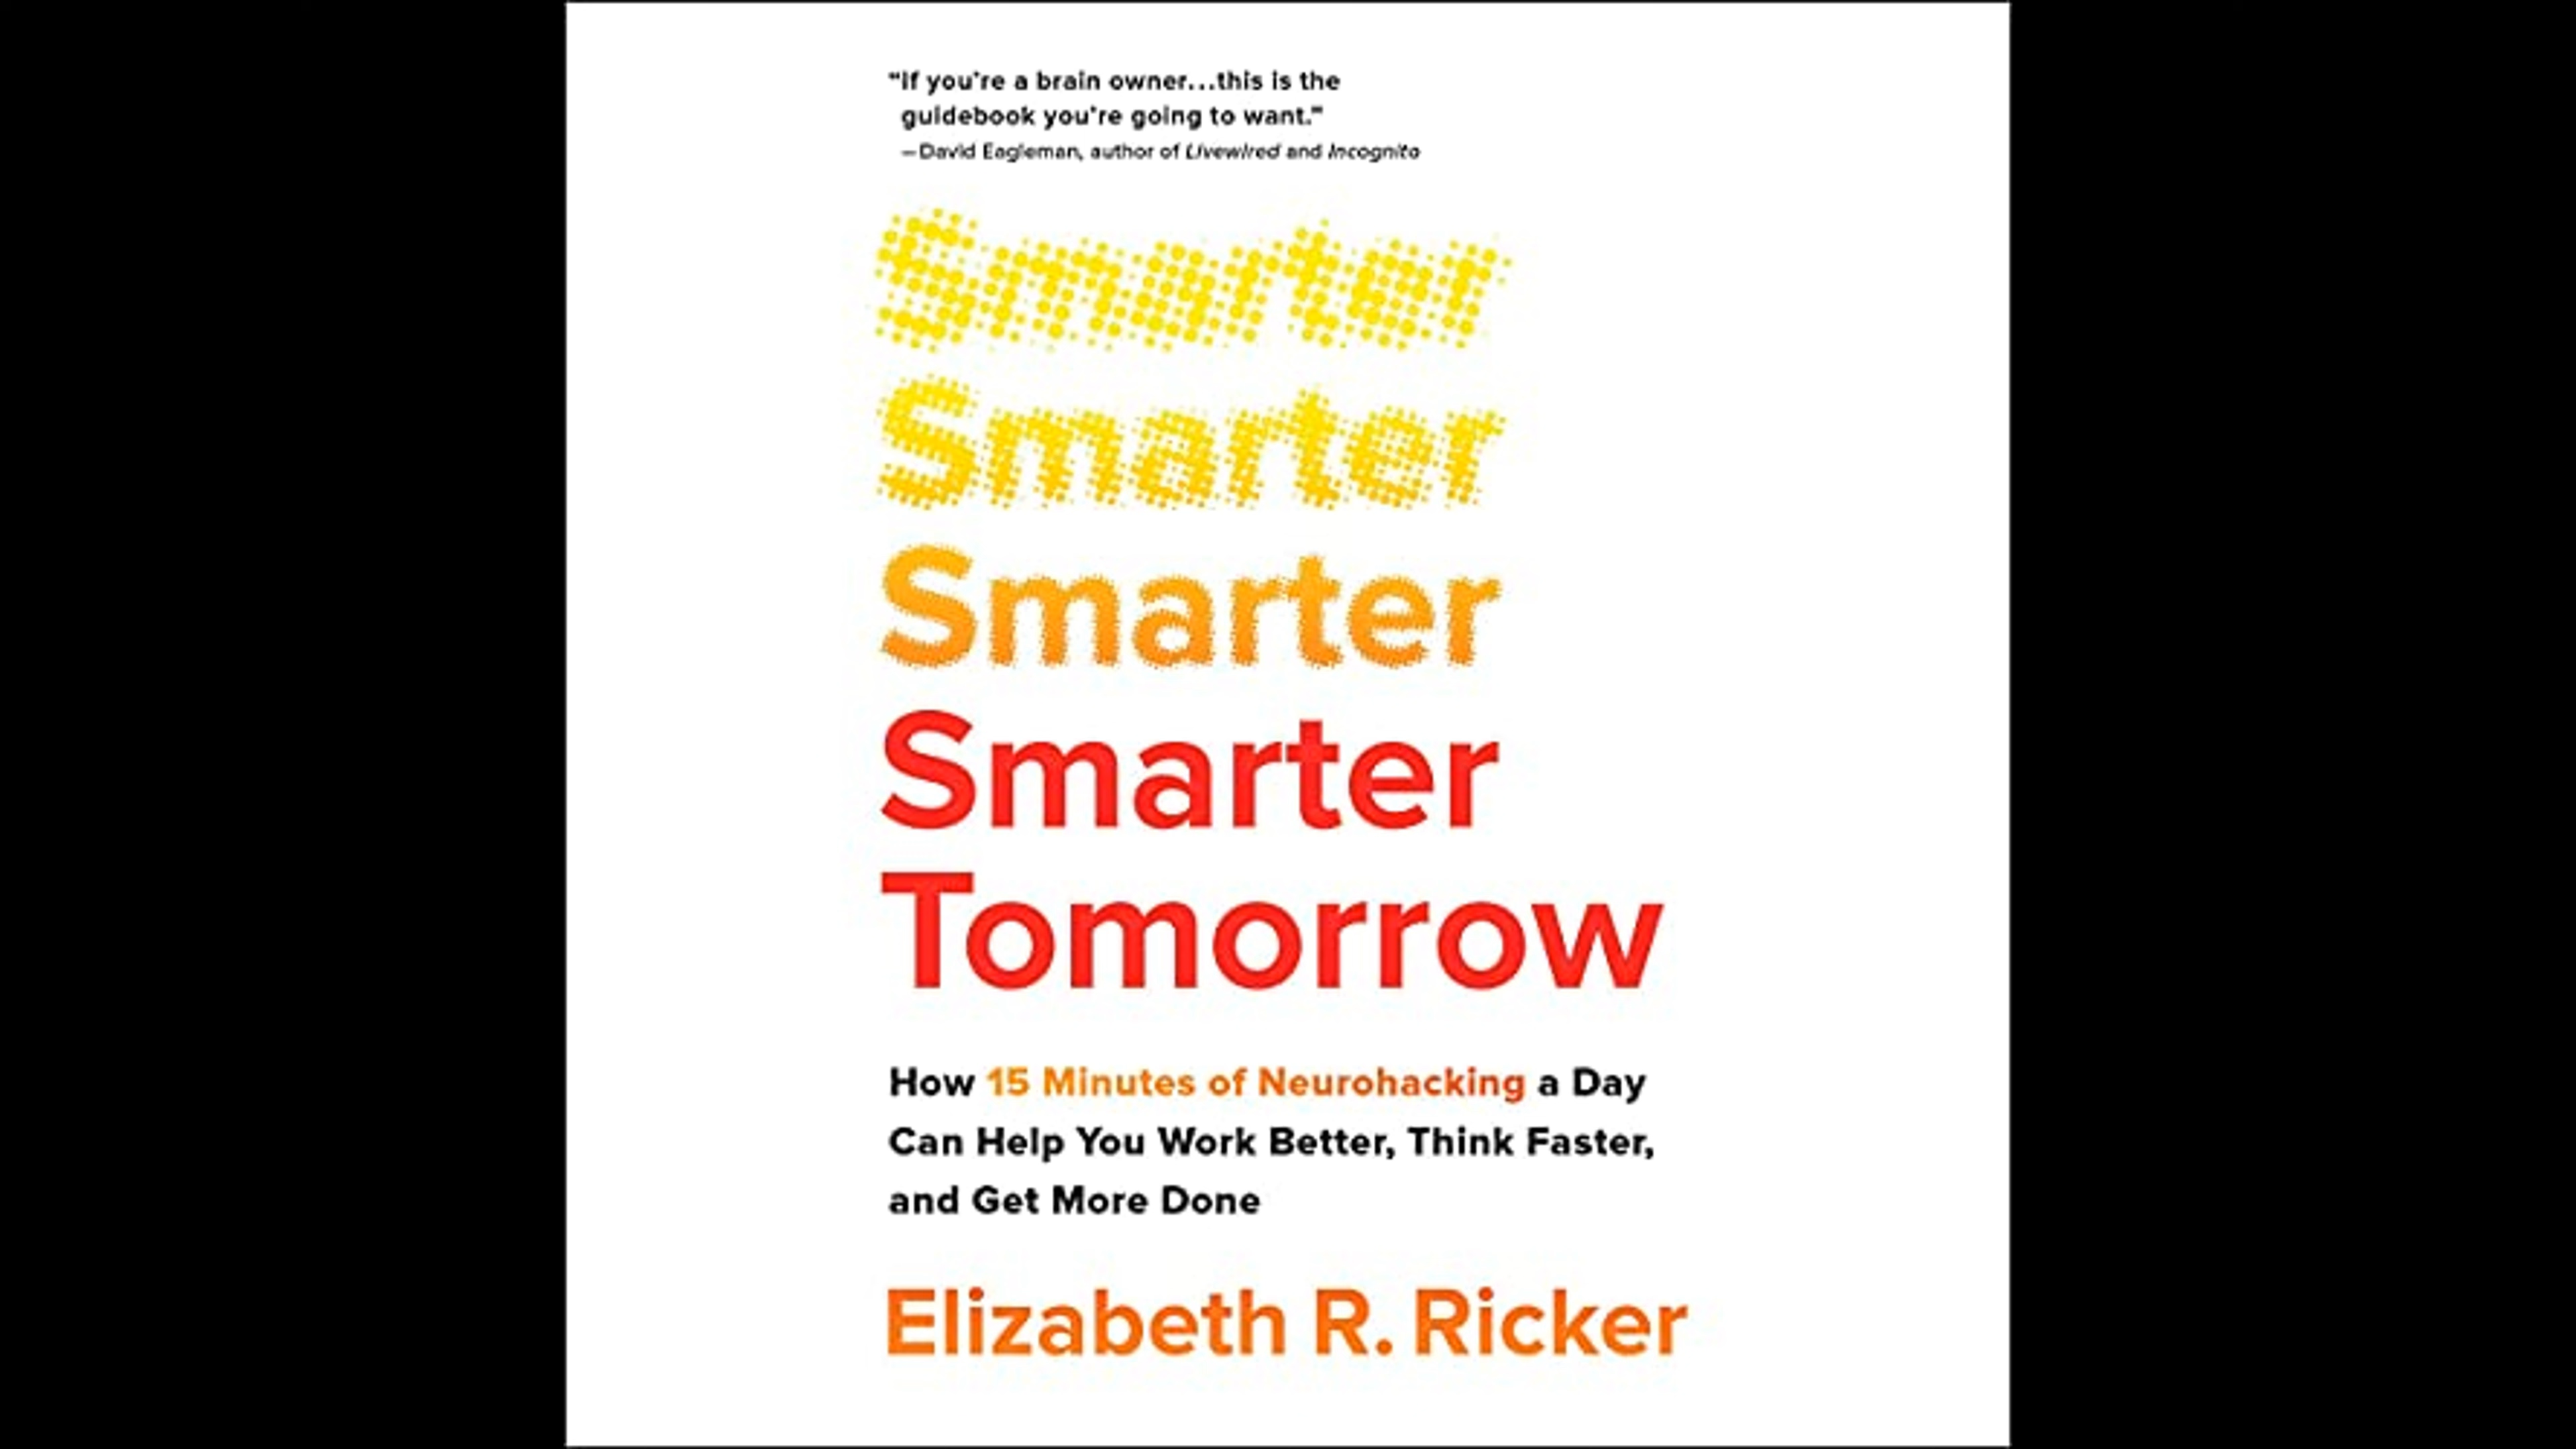 "If you're a brain owner...this is the
guidebook you're going to want."
—David Eagleman, author of Livewired and Incognito
Smarter
Smarter
Smarter
Smarter
Tomorrow
How 15 Minutes of Neurohacking a Day
Can Help You Work Better, Think Faster,
and Get More Done
Elizabeth R. Ricker